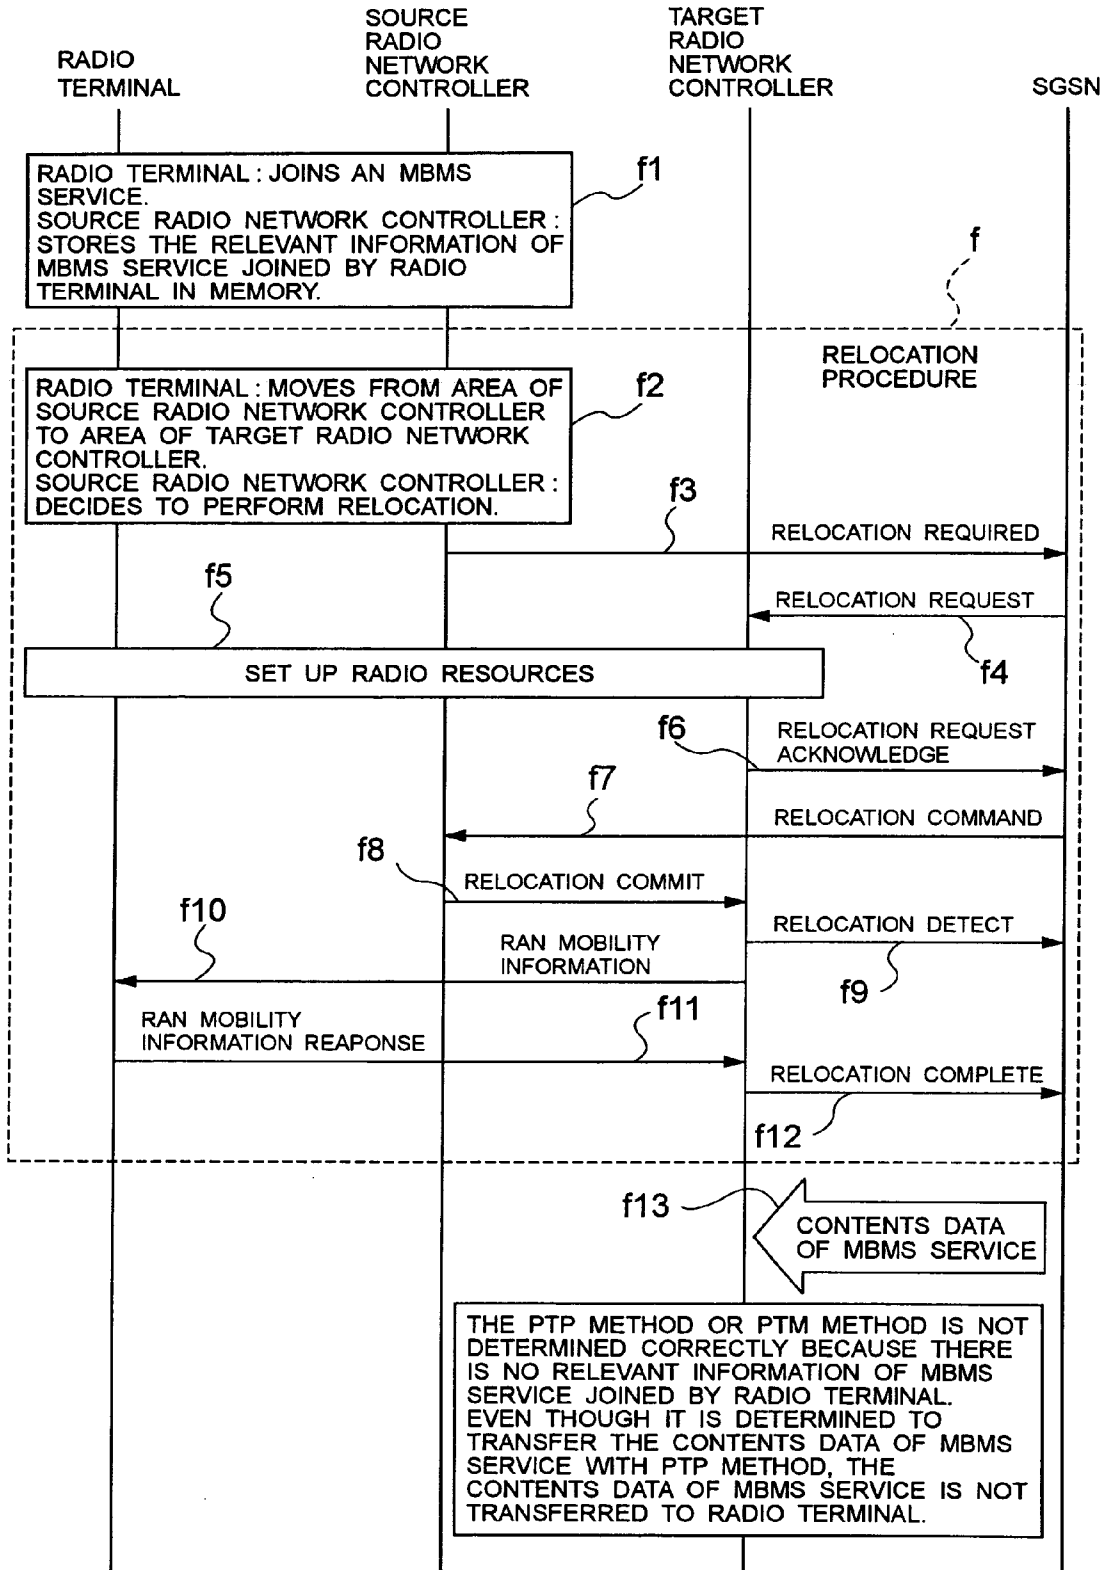 RADIO
TERMINAL
SOURCE
RADIO
NETWORK
CONTROLLER
TARGET
RADIO
NETWORK
CONTROLLER
SGSN
RADIO TERMINAL : JOINS AN MBMS
SERVICE.
SOURCE RADIO NETWORK CONTROLLER :
STORES THE RELEVANT INFORMATION OF
MBMS SERVICE JOINED BY RADIO
TERMINAL IN MEMORY.
f1
f
RELOCATION
PROCEDURE
RADIO TERMINAL : MOVES FROM AREA OF
SOURCE RADIO NETWORK CONTROLLER
TO AREA OF TARGET RADIO NETWORK
CONTROLLER.
SOURCE RADIO NETWORK CONTROLLER :
DECIDES TO PERFORM RELOCATION.
f2
f3
RELOCATION REQUIRED
f5
RELOCATION REQUEST
f4
SET UP RADIO RESOURCES
f6
RELOCATION REQUEST
ACKNOWLEDGE
f7
RELOCATION COMMAND
f8
RELOCATION COMMIT
f10
RAN MOBILITY
INFORMATION
RELOCATION DETECT
f9
RAN MOBILITY
INFORMATION REAPONSE
f11
RELOCATION COMPLETE
f12
f13
CONTENTS DATA
OF MBMS SERVICE
THE PTP METHOD OR PTM METHOD IS NOT
DETERMINED CORRECTLY BECAUSE THERE
IS NO RELEVANT INFORMATION OF MBMS
SERVICE JOINED BY RADIO TERMINAL.
EVEN THOUGH IT IS DETERMINED TO
TRANSFER THE CONTENTS DATA OF MBMS
SERVICE WITH PTP METHOD, THE
CONTENTS DATA OF MBMS SERVICE IS NOT
TRANSFERRED TO RADIO TERMINAL.